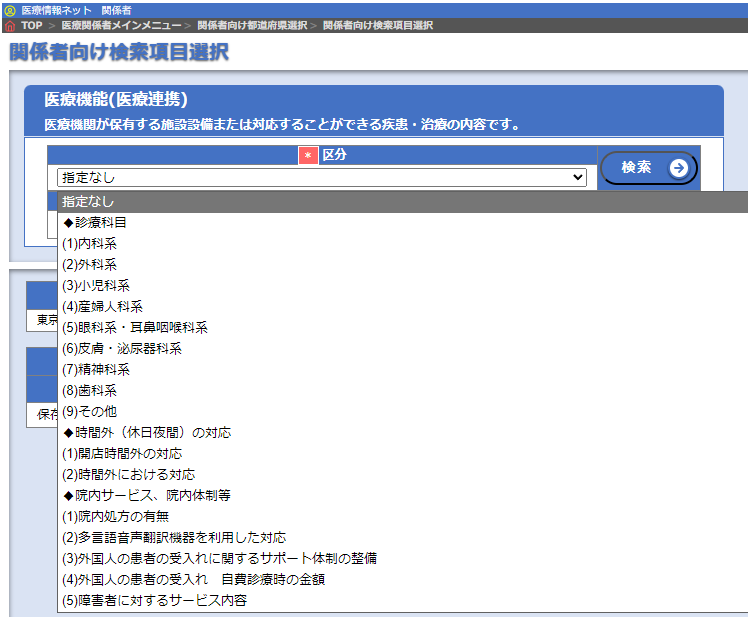 医療情報ネット 関係者
TOP > 医療関係者メインメニュー > 関係者向け都道府県選択 > 関係者向け検索項目選択
関係者向け検索項目選択
医療機能(医療連携)
医療機関が保有する施設設備または対応することができる疾患・治療の内容です。
* 区分
指定なし
検索
指定なし
◆診療科目
(1)内科系
(2)外科系
(3)小児科系
(4)産婦人科系
(5)眼科系・耳鼻咽喉科系
(6)皮膚・泌尿器科系
(7)精神科系
(8)歯科系
(9)その他
◆時間外（休日夜間）の対応
(1)開店時間外の対応
(2)時間外における対応
◆院内サービス、院内体制等
(1)院内処方の有無
(2)多言語音声翻訳機器を利用した対応
(3)外国人の患者の受入れに関するサポート体制の整備
(4)外国人の患者の受入れ　自費診療時の金額
(5)障害者に対するサービス内容
東京
保存